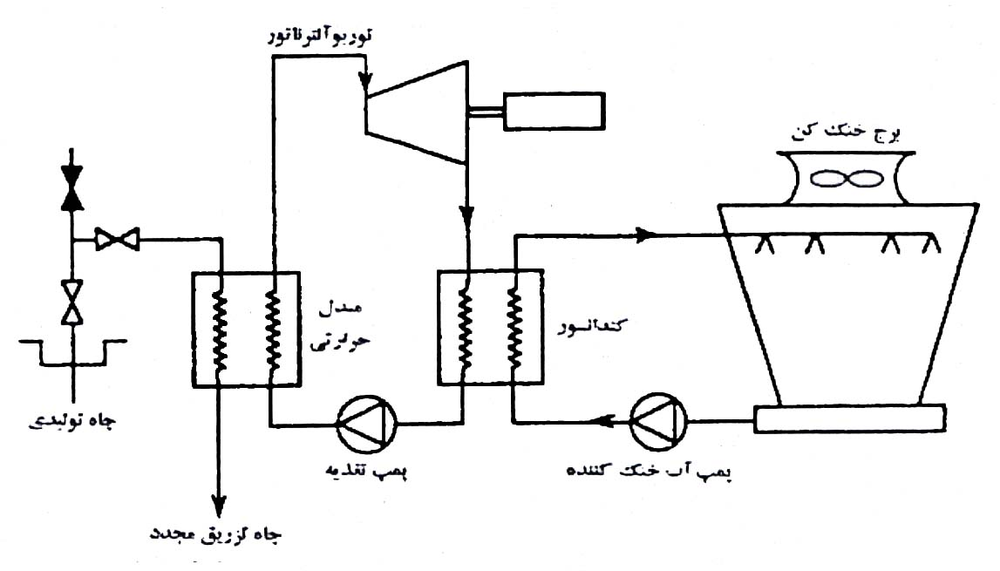 توربوآلترناتور
برج خنک کن
مبدل
حرارتی
کندانسور
چاه تولیدی
پمپ تغذیه
پمپ آب خنک کننده
چاه تزریق مجدد